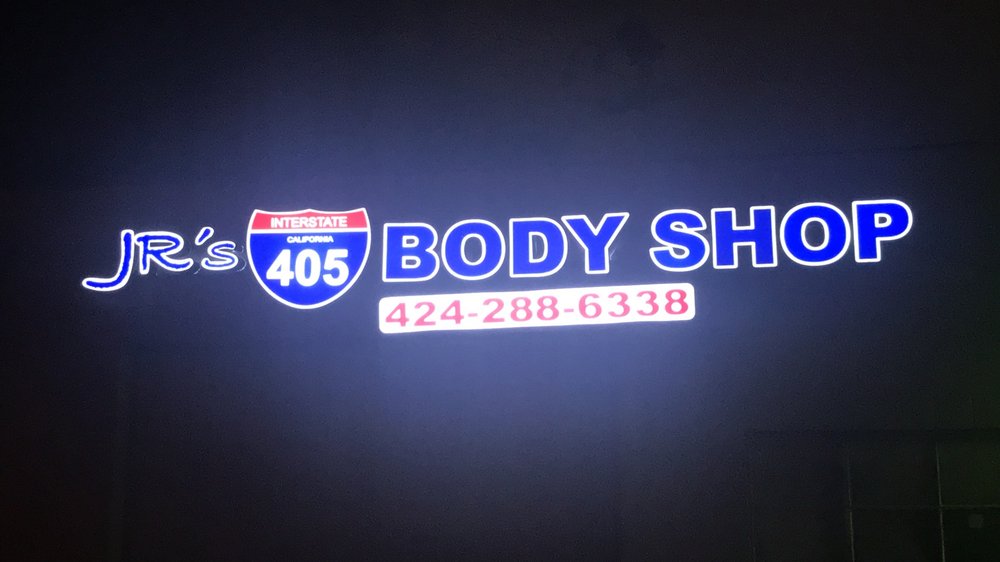 JR's
INTERSTATE
CALIFORNIA
405
BODY SHOP
424-288-6338